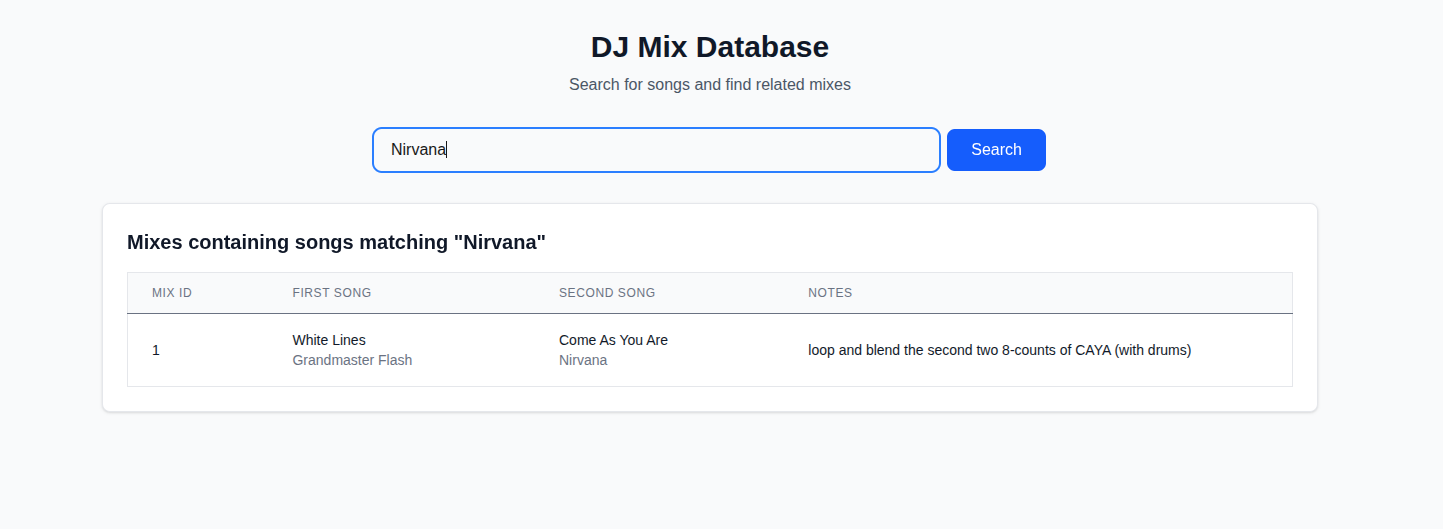 DJ Mix Database
Search for songs and find related mixes
Nirvana
Search
Mixes containing songs matching "Nirvana"
MIX ID FIRST SONG SECOND SONG NOTES
1 White Lines Come As You Are loop and blend the second two 8-counts of CAYA (with drums)
Grandmaster Flash Nirvana